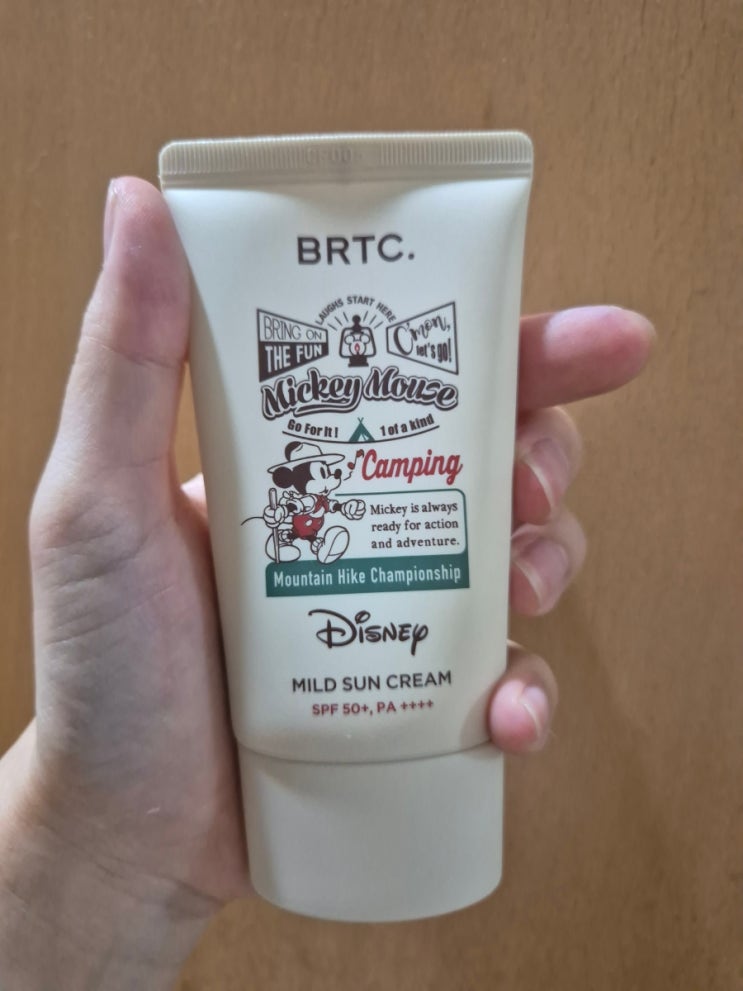 BRTC.
LAUGHS START HERE
BRING ON
THE FUN
C'mon,
let's go!
Mickey Mouse
Go For It! 1 of a kind
Camping
Mickey is always
ready for action
and adventure.
Mountain Hike Championship
Disney
MILD SUN CREAM
SPF 50+, PA ++++